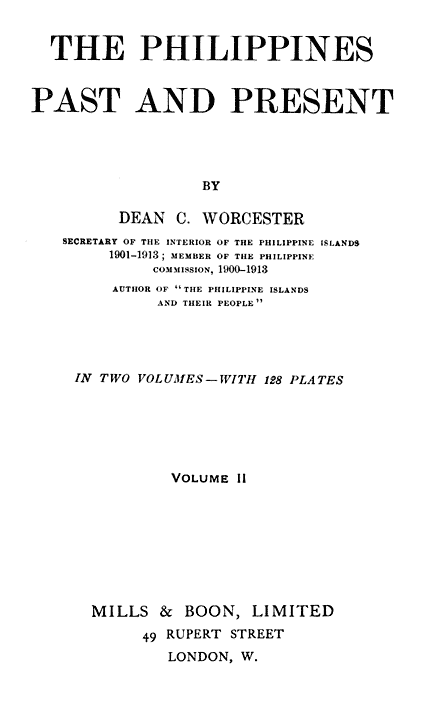 THE PHILIPPINES
PAST AND PRESENT
BY
DEAN C. WORCESTER
SECRETARY OF THE INTERIOR OF THE PHILIPPINE ISLANDS
1901–1913; MEMBER OF THE PHILIPPINE
COMMISSION, 1900–1913
AUTHOR OF "THE PHILIPPINE ISLANDS
AND THEIR PEOPLE"
IN TWO VOLUMES—WITH 128 PLATES
VOLUME II
MILLS & BOON, LIMITED
49 RUPERT STREET
LONDON, W.